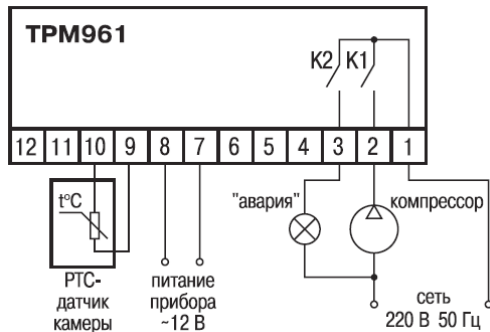 ТРМ961
K2 K1
12 11 10 9 8 7 6 5 4 3 2 1
t°C
"авария"
компрессор
РТС-
датчик
камеры
питание
прибора
~12 В
сеть
220 В 50 Гц